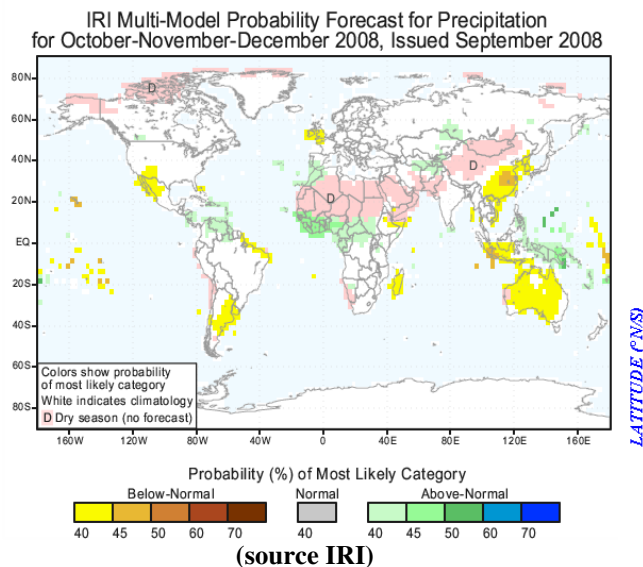 IRI Multi-Model Probability Forecast for Precipitation
for October-November-December 2008, Issued September 2008
80N
60N
40N
20N
EQ
20S
40S
60S
80S
D
D
D
Colors show probability
of most likely category
White indicates climatology
D Dry season (no forecast)
160W 120W 80W 40W 0 40E 80E 120E 160E
LATITUDE (°N/S)
Probability (%) of Most Likely Category
Below-Normal Normal Above-Normal
40 45 50 60 70 40 40 45 50 60 70
(source IRI)